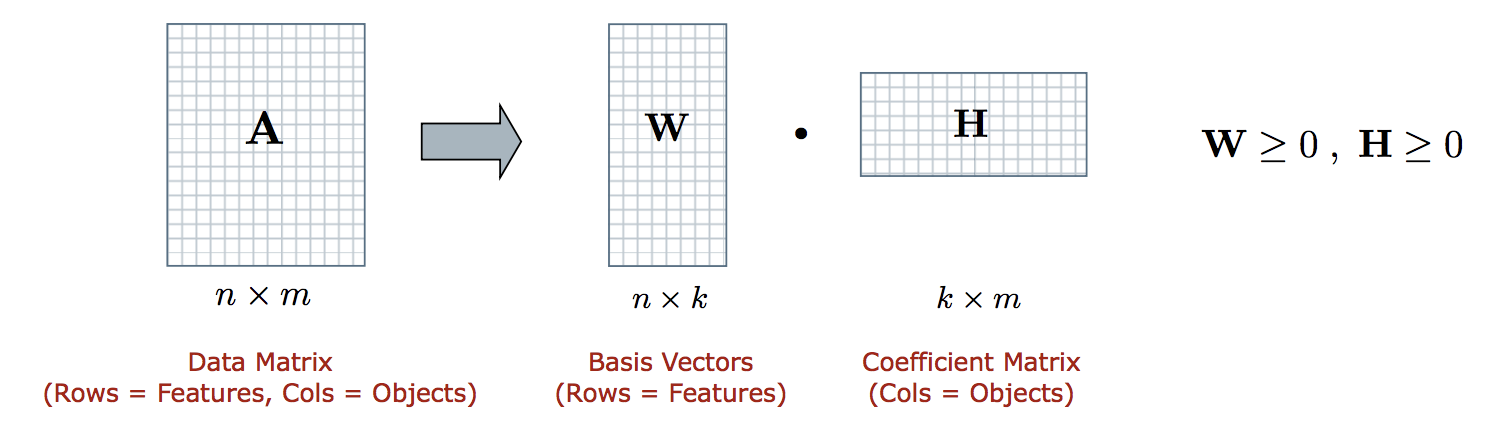 A
W
•
H
W ≥ 0 , H ≥ 0
n × m
n × k
k × m
Data Matrix
(Rows = Features, Cols = Objects)
Basis Vectors
(Rows = Features)
Coefficient Matrix
(Cols = Objects)